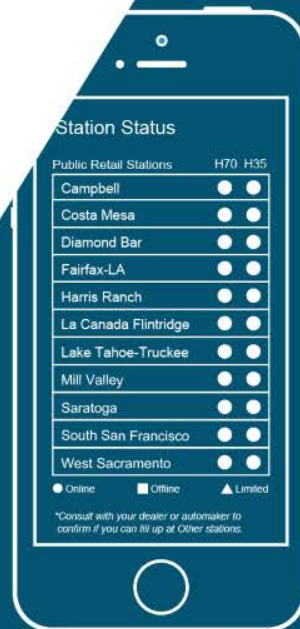 Station Status
Public Retail Stations H70 H35
Campbell
Costa Mesa
Diamond Bar
Fairfax-LA
Harris Ranch
La Canada Flintridge
Lake Tahoe-Truckee
Mill Valley
Saratoga
South San Francisco
West Sacramento
Online Offline Limited
*Consult with your dealer or automaker to
confirm if you can fill up at Other stations.